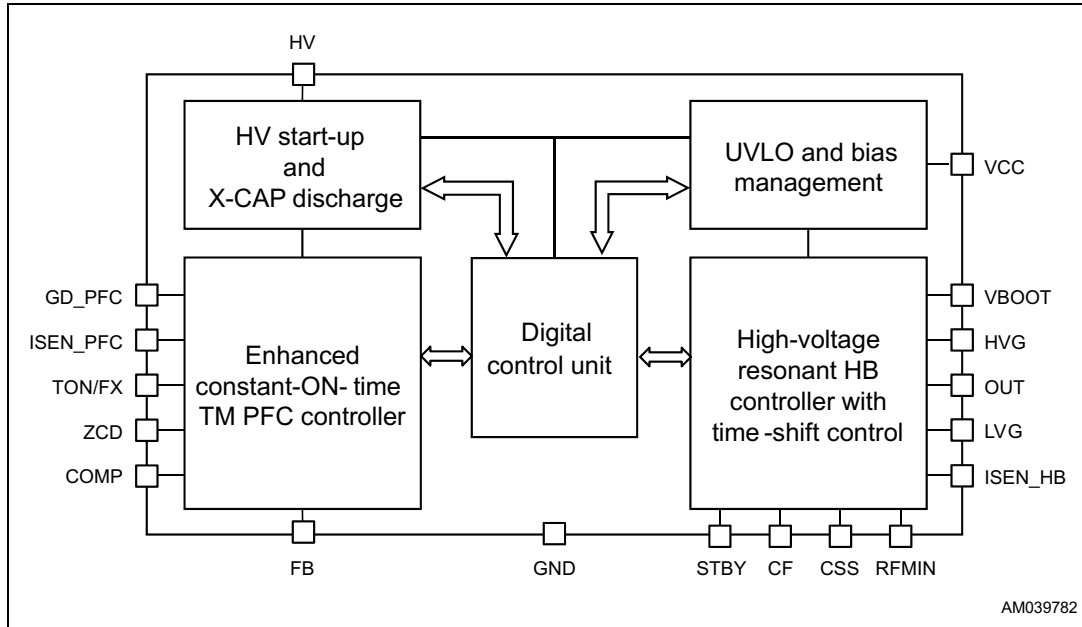 HV
HV start-up
and
X-CAP discharge
UVLO and bias
management
VCC
GD_PFC
ISEN_PFC
TON/FX
ZCD
COMP
Enhanced
constant-ON- time
TM PFC controller
Digital
control unit
High-voltage
resonant HB
controller with
time -shift control
VBOOT
HVG
OUT
LVG
ISEN_HB
FB
GND
STBY
CF
CSS
RFMIN
AM039782